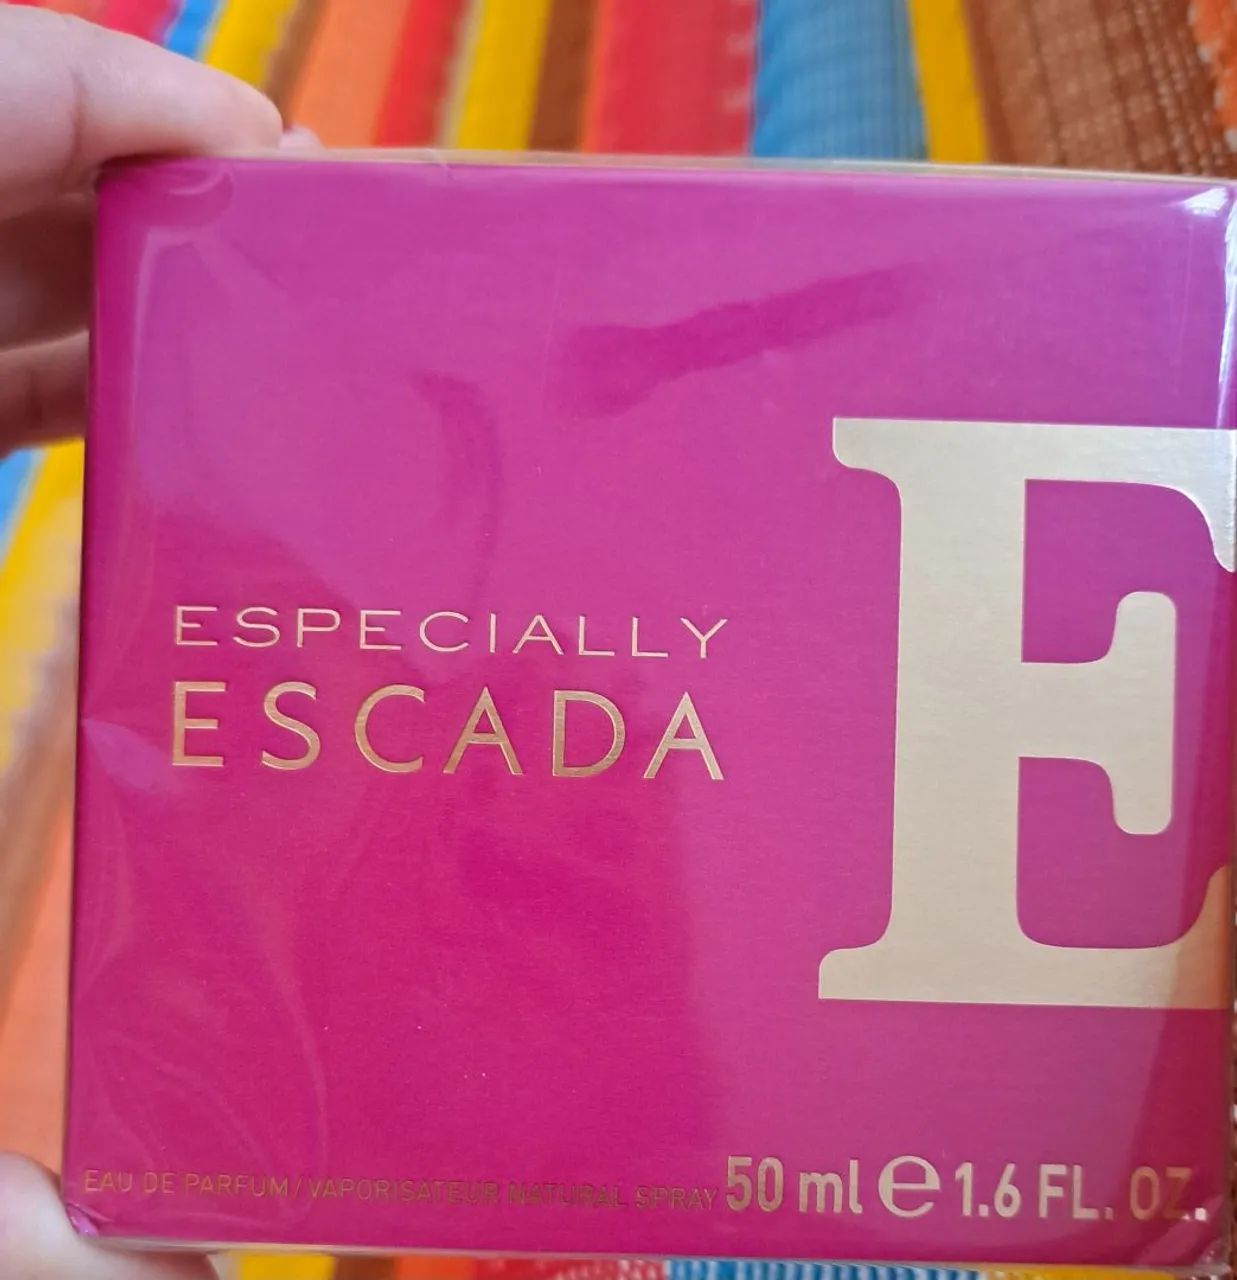 ESPECIALLY
ESCADA
E
EAU DE PARFUM/VAPORISATEUR NATURAL SPRAY 50 ml ℮ 1.6 FL. OZ.